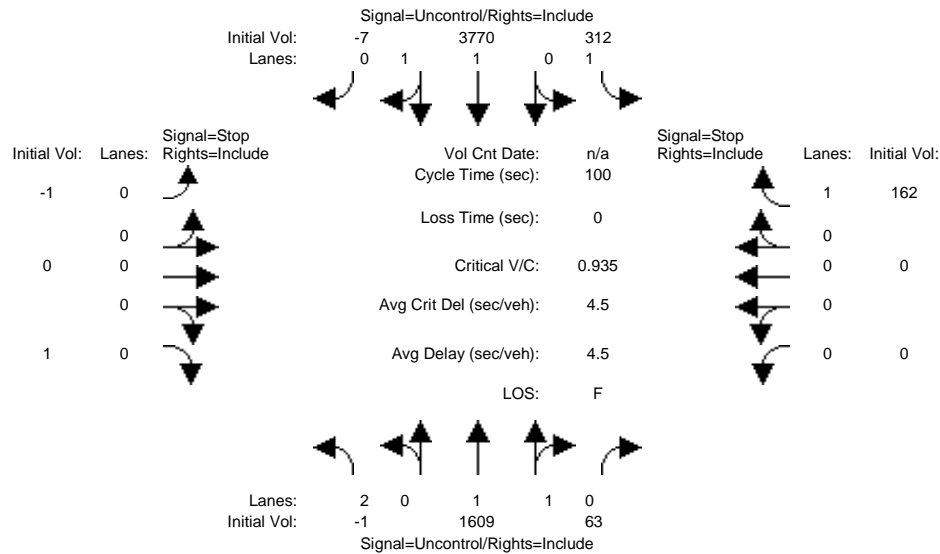 Signal=Uncontrol/Rights=Include
Initial Vol: -7 3770 312
Lanes: 0 1 1 0 1
Signal=Stop
Initial Vol: Lanes: Rights=Include
Vol Cnt Date: n/a
Signal=Stop
Rights=Include Lanes: Initial Vol:
Cycle Time (sec): 100
-1 0
1 162
Loss Time (sec): 0
0
0
0 0
Critical V/C: 0.935
0 0
0
Avg Crit Del (sec/veh): 4.5
0
1 0
Avg Delay (sec/veh): 4.5
0 0
LOS: F
Lanes: 2 0 1 1 0
Initial Vol: -1 1609 63
Signal=Uncontrol/Rights=Include